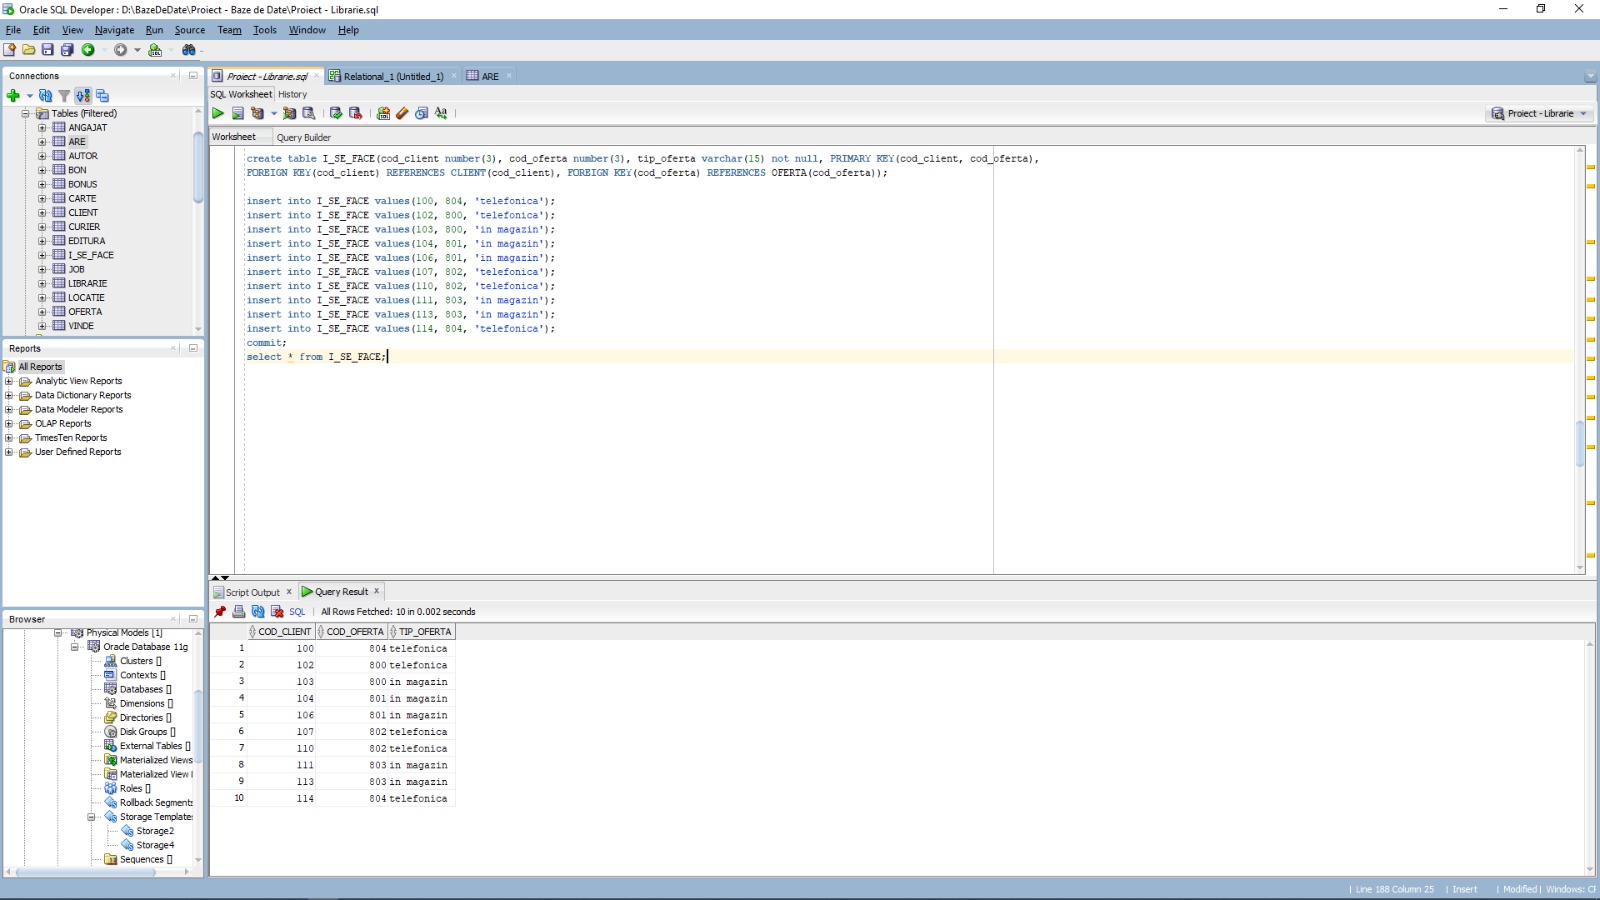 Oracle SQL Developer : D:\BazeDeDate\Proiect - Baze de Date\Proiect - Librarie.sql
File Edit View Navigate Run Source Team Tools Window Help
Connections
Tables (Filtered)
ANGAJAT
ARE
AUTOR
BON
BONUS
CARTE
CLIENT
CURIER
EDITURA
I_SE_FACE
JOB
LIBRARIE
LOCATIE
OFERTA
VINDE
Reports
All Reports
Analytic View Reports
Data Dictionary Reports
Data Modeler Reports
OLAP Reports
TimesTen Reports
User Defined Reports
Browser
Physical Models [1]
Oracle Database 11g
Clusters []
Contexts []
Databases []
Dimensions []
Directories []
Disk Groups []
External Tables []
Materialized Views
Materialized View
Roles []
Rollback Segments
Storage Template
Storage2
Storage4
Sequences []
Proiect - Librarie.sql Relational_1 (Untitled_1) ARE
SQL Worksheet History
Aa
Proiect - Librarie
Worksheet Query Builder
create table I_SE_FACE(cod_client number(3), cod_oferta number(3), tip_oferta varchar(15) not null, PRIMARY KEY(cod_client, cod_oferta),
FOREIGN KEY(cod_client) REFERENCES CLIENT(cod_client), FOREIGN KEY(cod_oferta) REFERENCES OFERTA(cod_oferta));
insert into I_SE_FACE values(100, 804, 'telefonica');
insert into I_SE_FACE values(102, 800, 'telefonica');
insert into I_SE_FACE values(103, 800, 'in magazin');
insert into I_SE_FACE values(104, 801, 'in magazin');
insert into I_SE_FACE values(106, 801, 'in magazin');
insert into I_SE_FACE values(107, 802, 'telefonica');
insert into I_SE_FACE values(110, 802, 'telefonica');
insert into I_SE_FACE values(111, 803, 'in magazin');
insert into I_SE_FACE values(113, 803, 'in magazin');
insert into I_SE_FACE values(114, 804, 'telefonica');
commit;
select * from I_SE_FACE;
Script Output Query Result
SQL All Rows Fetched: 10 in 0.002 seconds
COD_CLIENT COD_OFERTA TIP_OFERTA
1 100 804 telefonica
2 102 800 telefonica
3 103 800 in magazin
4 104 801 in magazin
5 106 801 in magazin
6 107 802 telefonica
7 110 802 telefonica
8 111 803 in magazin
9 113 803 in magazin
10 114 804 telefonica
Line 188 Column 25 | Insert | Modified | Windows: